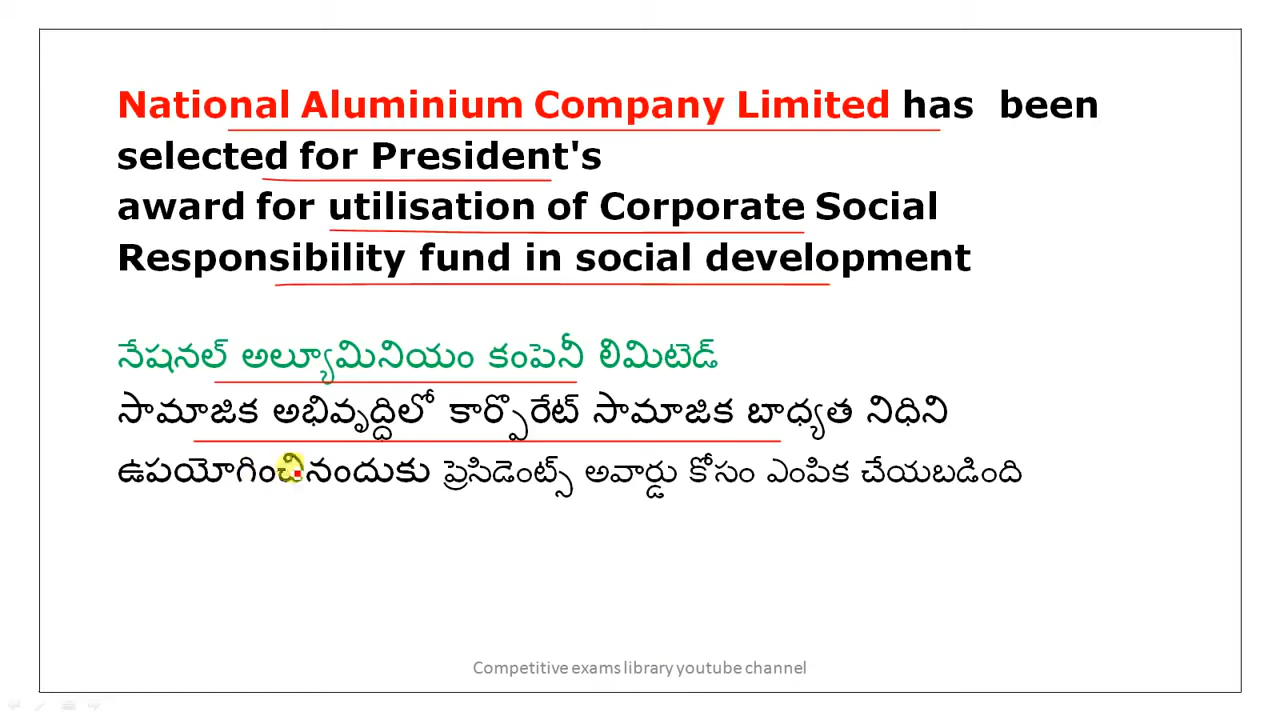 National Aluminium Company Limited has been
selected for President's
award for utilisation of Corporate Social
Responsibility fund in social development
నేషనల్ అల్యూమినియం కంపెనీ లిమిటెడ్
సామాజిక అభివృద్దిలో కార్పొరేట్ సామాజిక బాధ్యత నిధిని
ఉపయోగించినందుకు ప్రెసిడెంట్స్ అవార్డు కోసం ఎంపిక చేయబడింది
Competitive exams library youtube channel